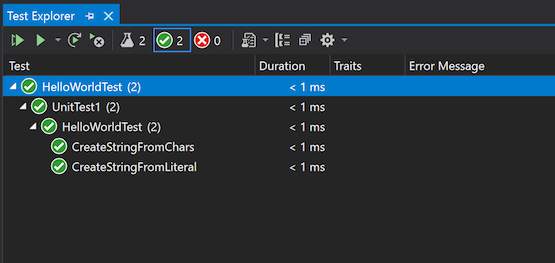 Test Explorer
2 2 0
Test Duration Traits Error Message
HelloWorldTest (2) < 1 ms
UnitTest1 (2) < 1 ms
HelloWorldTest (2) < 1 ms
CreateStringFromChars < 1 ms
CreateStringFromLiteral < 1 ms